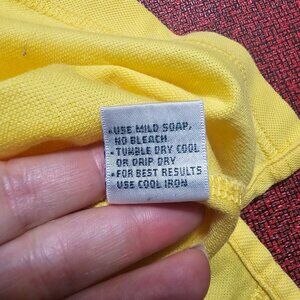 •USE MILD SOAP,
NO BLEACH
•TUMBLE DRY COOL
OR DRIP DRY
•FOR BEST RESULTS
USE COOL IRON